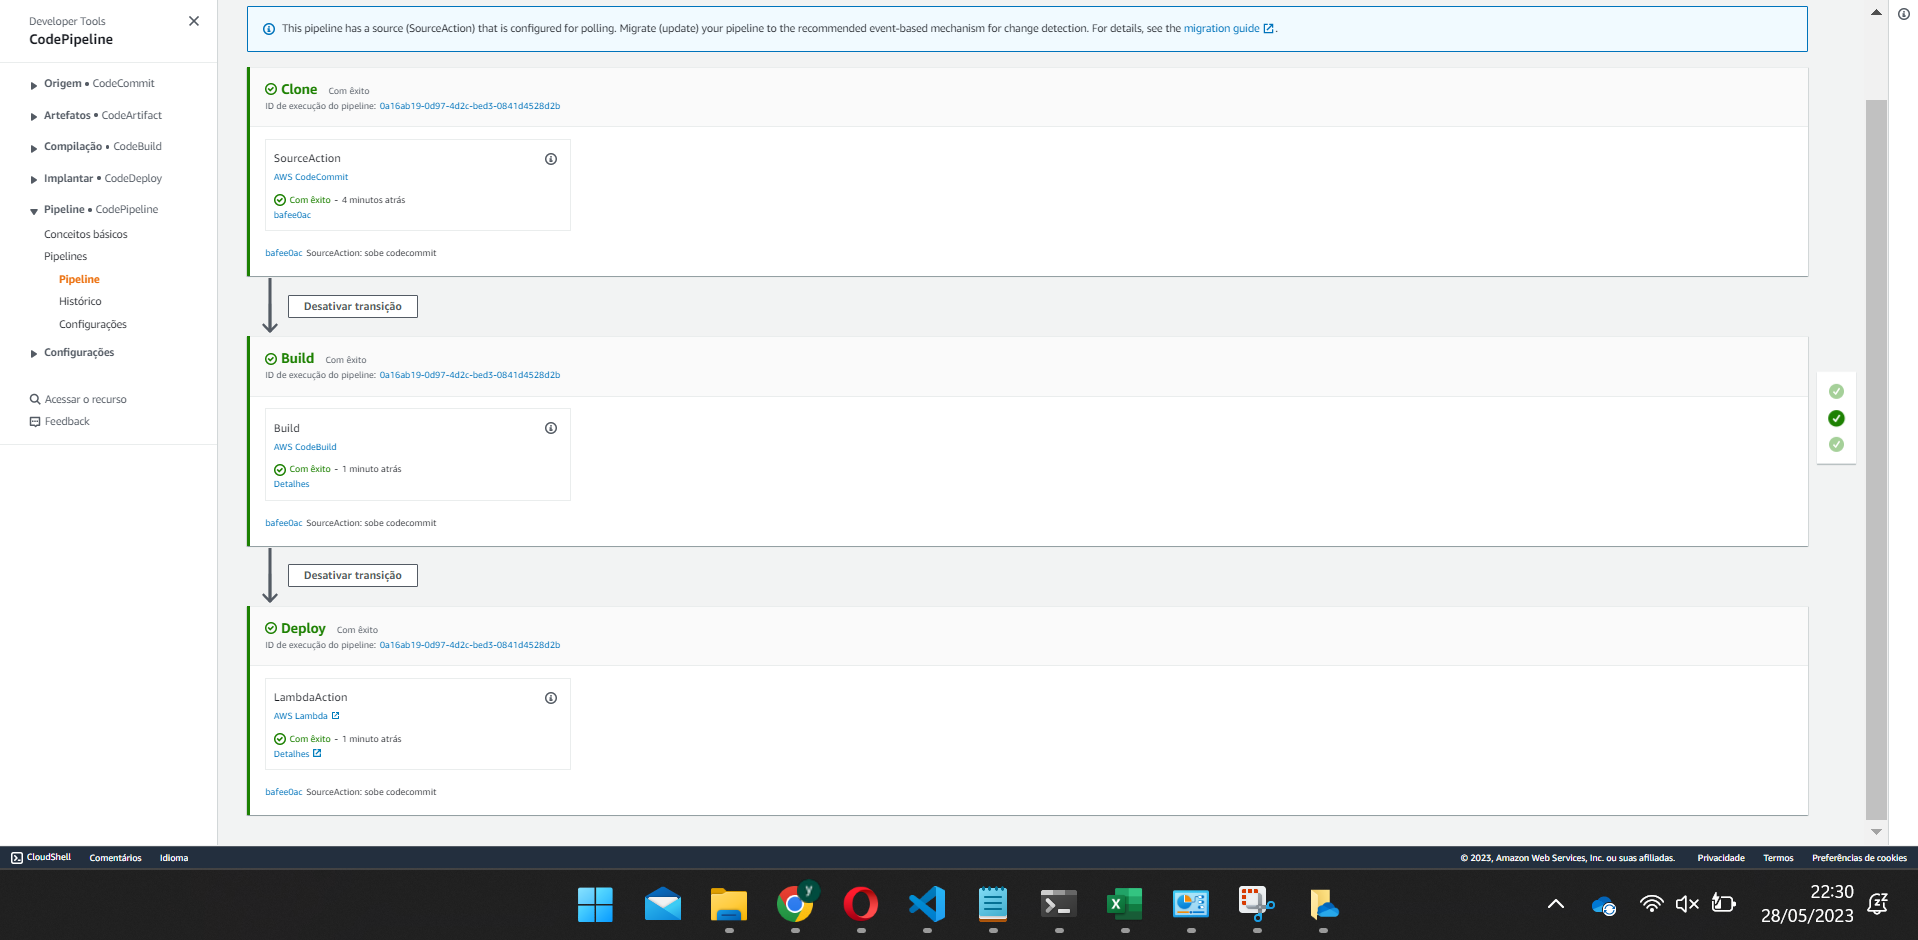 Developer Tools
CodePipeline
Origem • CodeCommit
Artefatos • CodeArtifact
Compilação • CodeBuild
Implantar • CodeDeploy
Pipeline • CodePipeline
Conceitos básicos
Pipelines
Pipeline
Histórico
Configurações
Configurações
Acessar o recurso
Feedback
This pipeline has a source (SourceAction) that is configured for polling. Migrate (update) your pipeline to the recommended event-based mechanism for change detection. For details, see the migration guide .
Clone Com êxito
ID de execução do pipeline: 0a16ab19-0d97-4d2c-bed3-0841d4528d2b
SourceAction
AWS CodeCommit
Com êxito - 4 minutos atrás
bafee0ac
bafee0ac SourceAction: sobe codecommit
Desativar transição
Build Com êxito
ID de execução do pipeline: 0a16ab19-0d97-4d2c-bed3-0841d4528d2b
Build
AWS CodeBuild
Com êxito - 1 minuto atrás
Detalhes
bafee0ac SourceAction: sobe codecommit
Desativar transição
Deploy Com êxito
ID de execução do pipeline: 0a16ab19-0d97-4d2c-bed3-0841d4528d2b
LambdaAction
AWS Lambda
Com êxito - 1 minuto atrás
Detalhes
bafee0ac SourceAction: sobe codecommit
CloudShell Comentários Idioma © 2023, Amazon Web Services, Inc. ou suas afiliadas. Privacidade Termos Preferências de cookies
y
22:30
28/05/2023